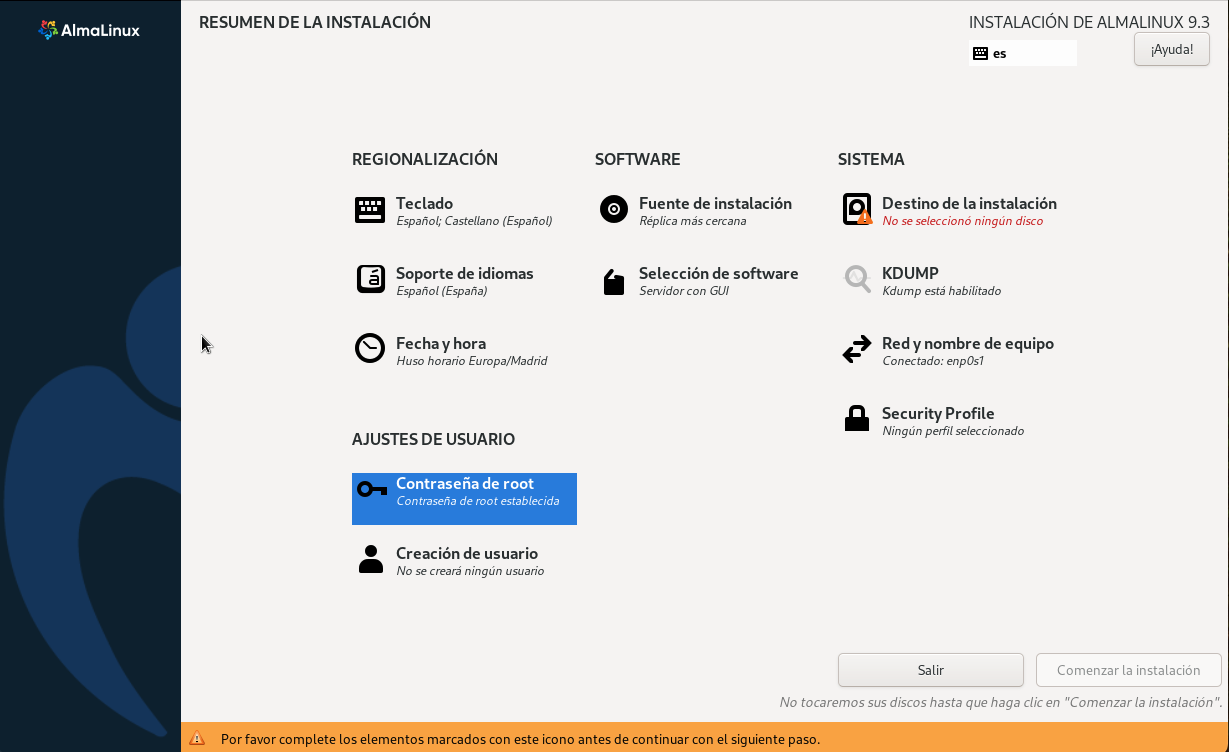 AlmaLinux
RESUMEN DE LA INSTALACIÓN
INSTALACIÓN DE ALMALINUX 9.3
es
¡Ayuda!
REGIONALIZACIÓN
Teclado
Español; Castellano (Español)
Soporte de idiomas
Español (España)
Fecha y hora
Huso horario Europa/Madrid
SOFTWARE
Fuente de instalación
Réplica más cercana
Selección de software
Servidor con GUI
SISTEMA
Destino de la instalación
No se seleccionó ningún disco
KDUMP
Kdump está habilitado
Red y nombre de equipo
Conectado: enp0s1
Security Profile
Ningún perfil seleccionado
AJUSTES DE USUARIO
Contraseña de root
Contraseña de root establecida
Creación de usuario
No se creará ningún usuario
Salir
Comenzar la instalación
No tocaremos sus discos hasta que haga clic en "Comenzar la instalación".
Por favor complete los elementos marcados con este icono antes de continuar con el siguiente paso.